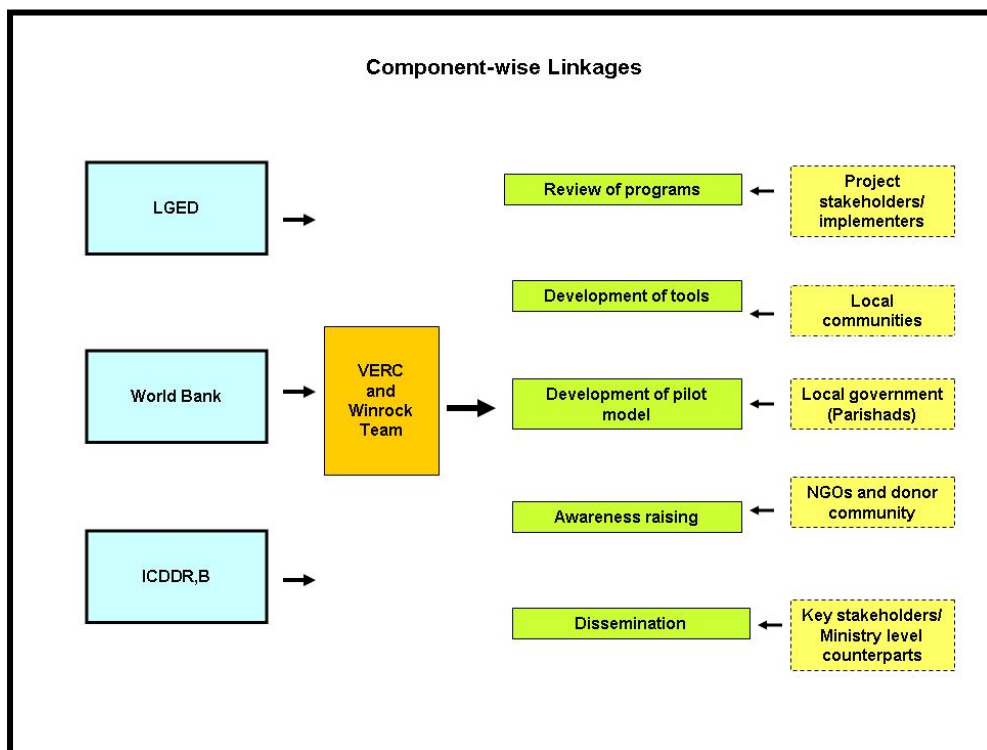 Component-wise Linkages
LGED
World Bank
ICDDR,B
VERC
and
Winrock
Team
Review of programs
Development of tools
Development of pilot
model
Awareness raising
Dissemination
Project
stakeholders/
implementers
Local
communities
Local government
(Parishads)
NGOs and donor
community
Key stakeholders/
Ministry level
counterparts